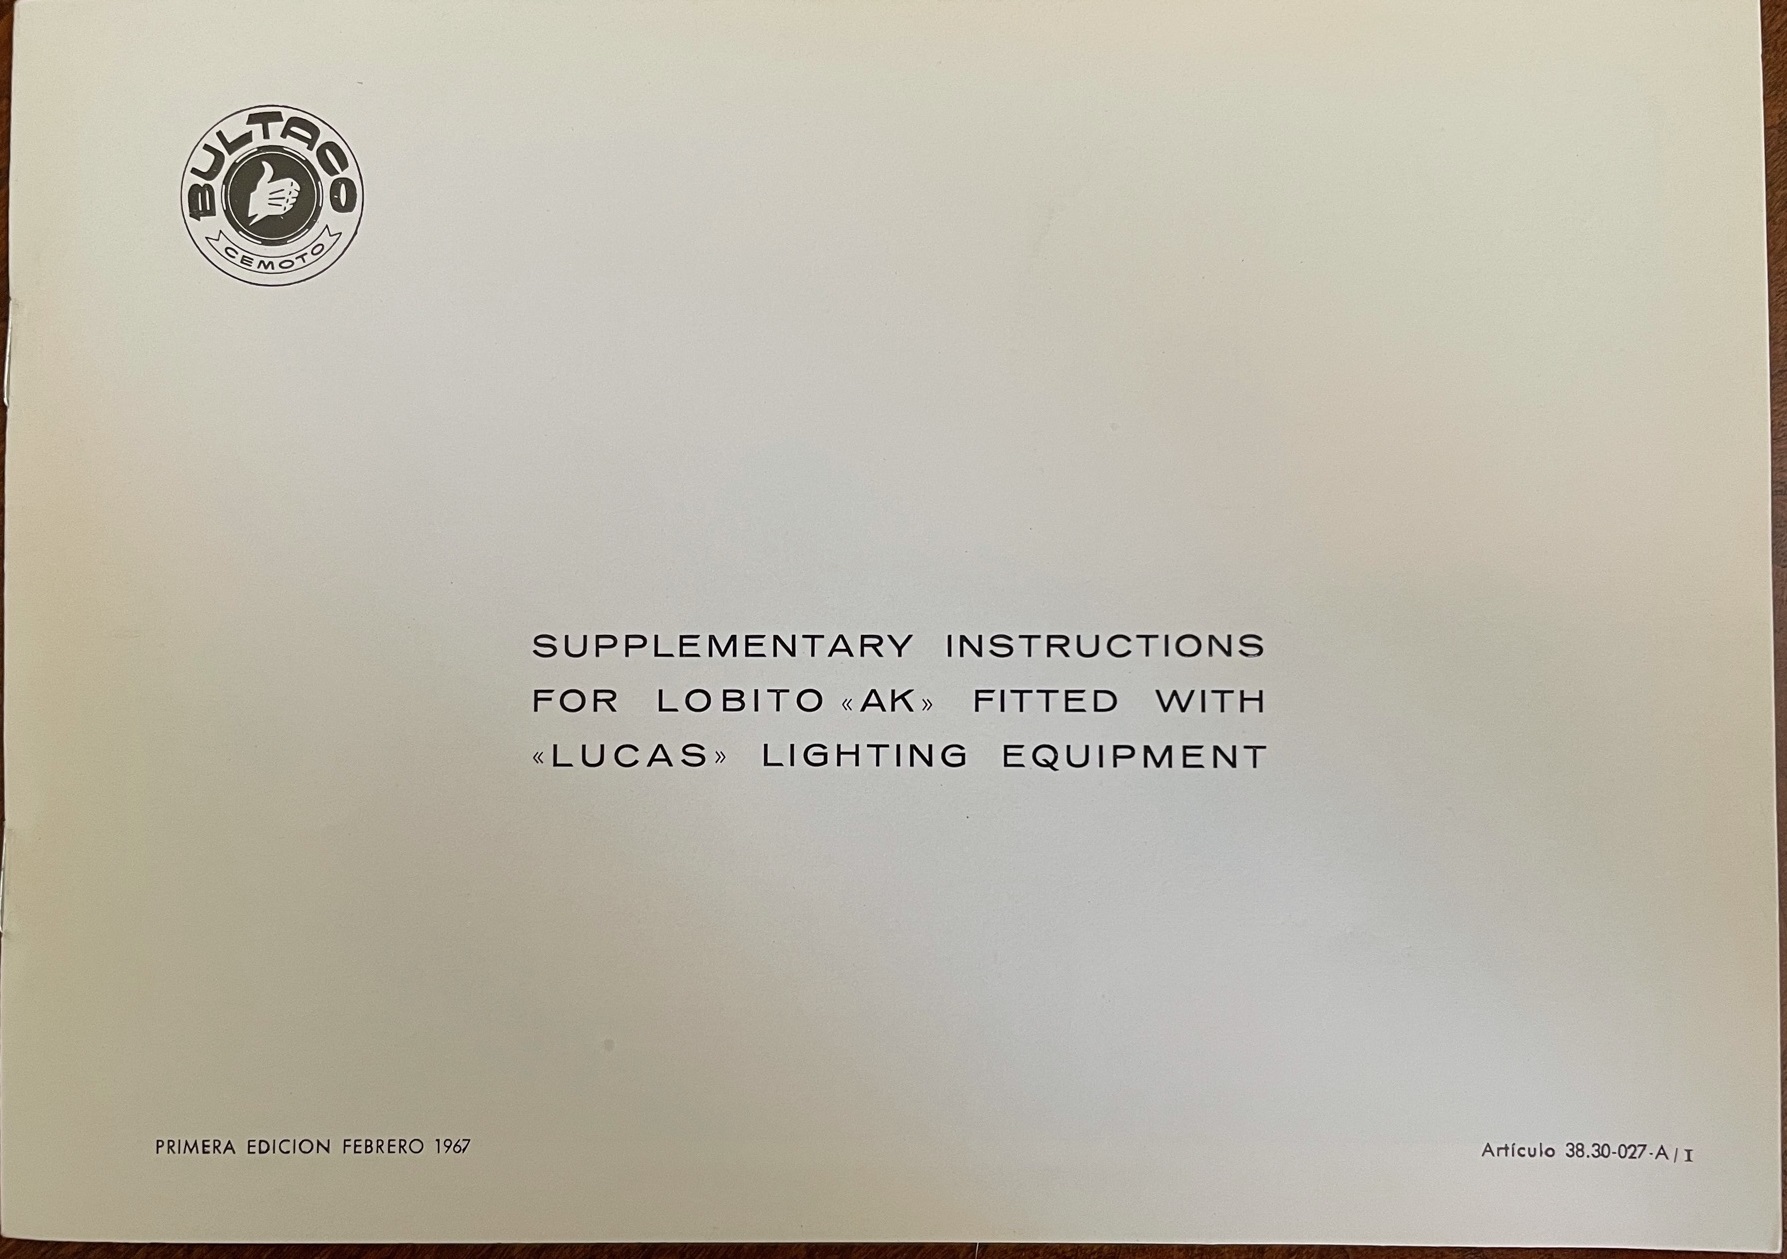 BULTACO
CEMOTO
SUPPLEMENTARY INSTRUCTIONS
FOR LOBITO «AK» FITTED WITH
«LUCAS» LIGHTING EQUIPMENT
PRIMERA EDICION FEBRERO 1967
Artículo 38.30-027-A/I